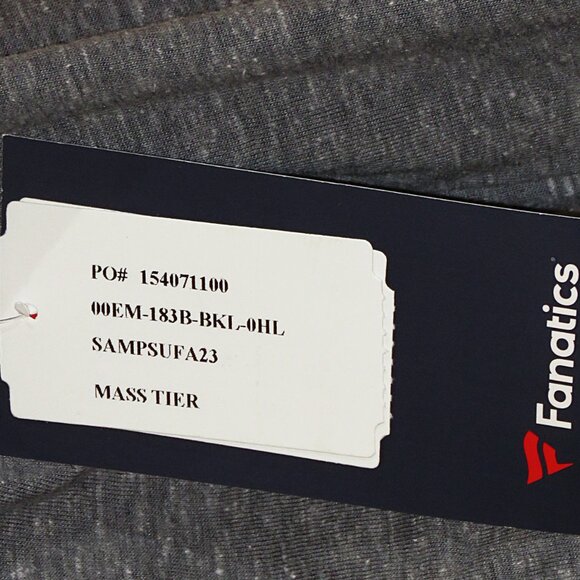 PO# 154071100
00EM-183B-BKL-0HL
SAMPSUFA23
MASS TIER
Fanatics